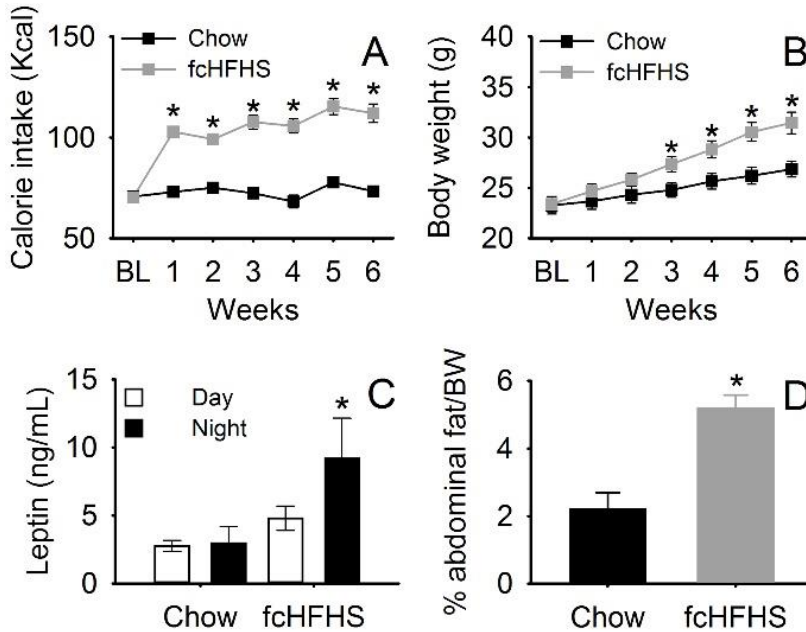 A
Calorie intake (Kcal)
150
100
50
Chow
fcHFHS
* * * * * *
BL 1 2 3 4 5 6
Weeks
B
Body weight (g)
40
35
30
25
20
Chow
fcHFHS
* * * *
BL 1 2 3 4 5 6
Weeks
C
Leptin (ng/mL)
15
10
5
0
Day
Night
*
Chow fcHFHS
D
% abdominal fat/BW
6
4
2
0
*
Chow fcHFHS